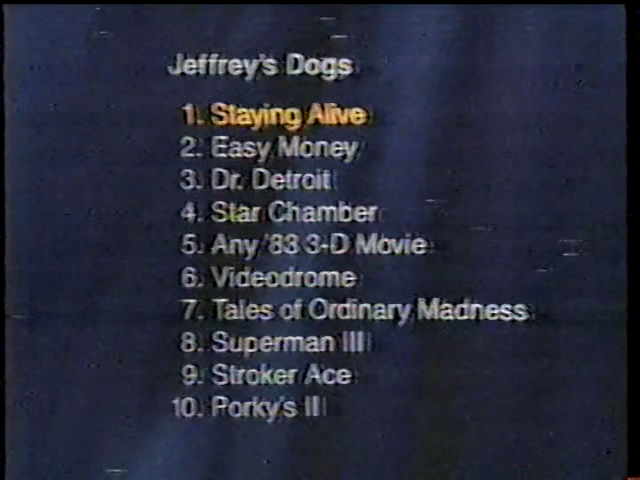 Jeffrey's Dogs
1. Staying Alive
2. Easy Money
3. Dr. Detroit
4. Star Chamber
5. Any '83 3-D Movie
6. Videodrome
7. Tales of Ordinary Madness
8. Superman III
9. Stroker Ace
10. Porky's II